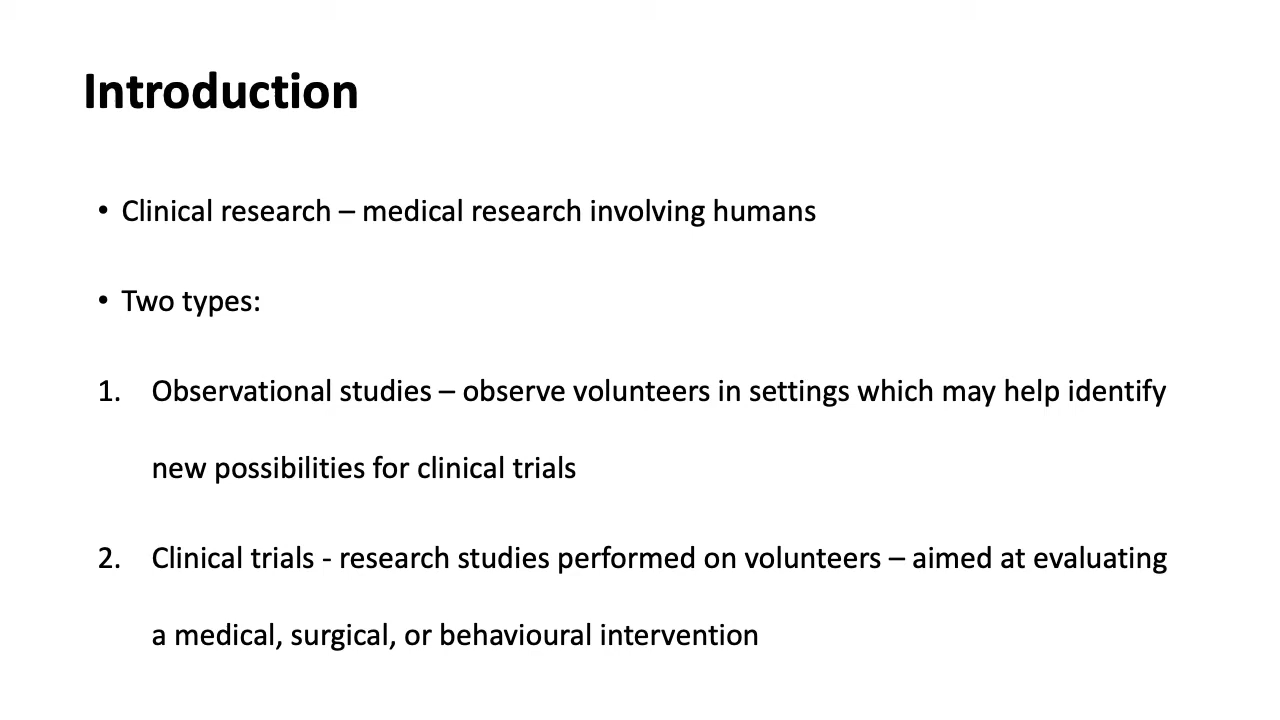 Introduction
• Clinical research – medical research involving humans
• Two types:
1. Observational studies – observe volunteers in settings which may help identify
new possibilities for clinical trials
2. Clinical trials - research studies performed on volunteers – aimed at evaluating
a medical, surgical, or behavioural intervention